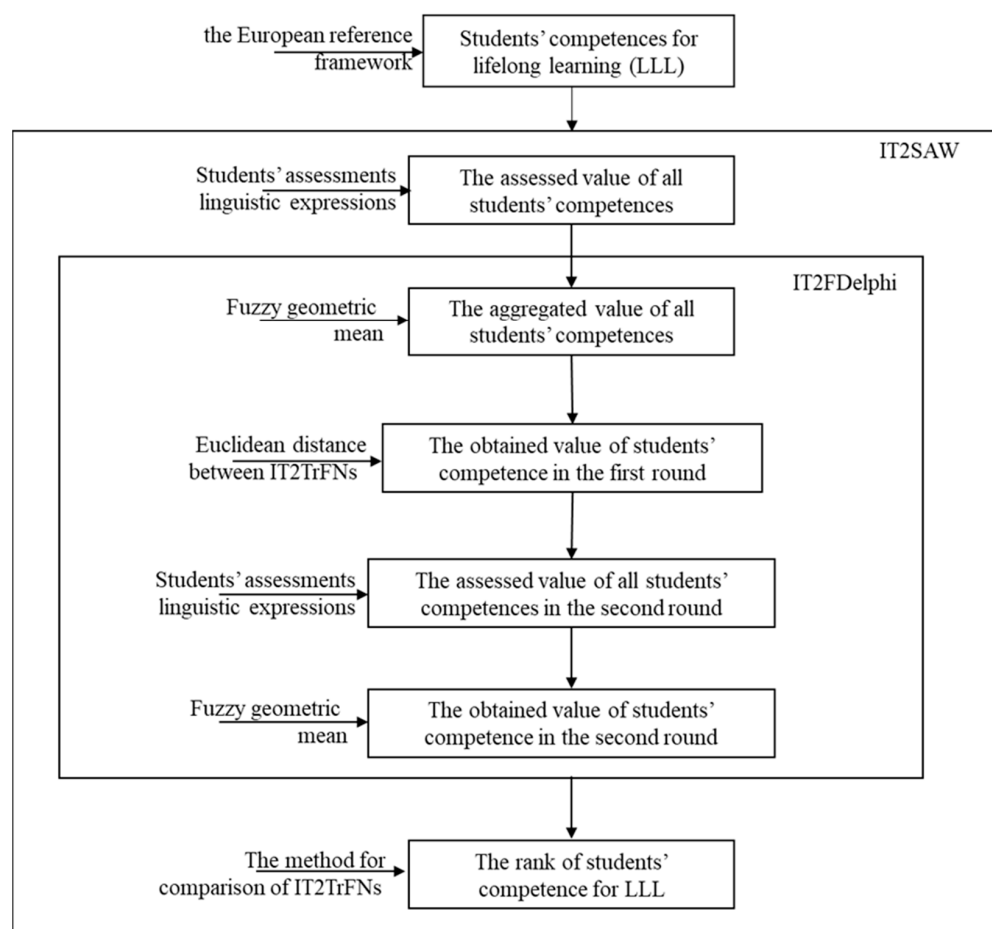 the European reference
framework
Students’ competences for
lifelong learning (LLL)
IT2SAW
Students’ assessments
linguistic expressions
The assessed value of all
students’ competences
IT2FDelphi
Fuzzy geometric
mean
The aggregated value of all
students’ competences
Euclidean distance
between IT2TrFNs
The obtained value of students’
competence in the first round
Students’ assessments
linguistic expressions
The assessed value of all students’
competences in the second round
Fuzzy geometric
mean
The obtained value of students’
competence in the second round
The method for
comparison of IT2TrFNs
The rank of students’
competence for LLL